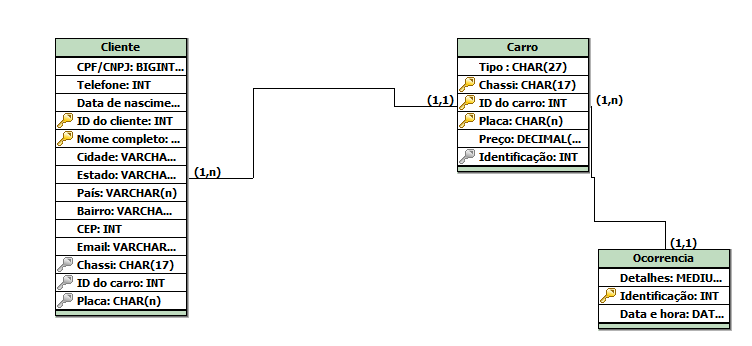 Cliente
CPF/CNPJ: BIGINT...
Telefone: INT
Data de nascime...
ID do cliente: INT
Nome completo: ...
Cidade: VARCHA...
Estado: VARCHA...
País: VARCHAR(n)
Bairro: VARCHA...
CEP: INT
Email: VARCHAR...
Chassi: CHAR(17)
ID do carro: INT
Placa: CHAR(n)
(1,n)
(1,1)
Carro
Tipo : CHAR(27)
Chassi: CHAR(17)
ID do carro: INT
Placa: CHAR(n)
Preço: DECIMAL(...
Identificação: INT
(1,n)
(1,1)
Ocorrencia
Detalhes: MEDIU...
Identificação: INT
Data e hora: DAT...